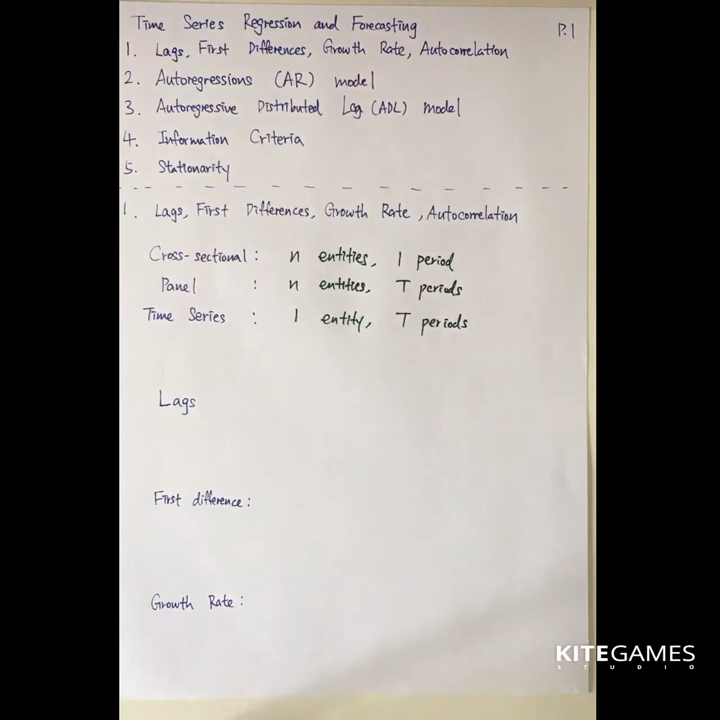 Time Series Regression and Forecasting P.1
1. Lags, First Differences, Growth Rate, Autocorrelation
2. Autoregressions (AR) model
3. Autoregressive Distributed Lag (ADL) model
4. Information Criteria
5. Stationarity
1. Lags, First Differences, Growth Rate, Autocorrelation
Cross-sectional: n entities, 1 period
Panel : n entities, T periods
Time Series : 1 entity, T periods
Lags
First difference:
Growth Rate:
KITEGAMES
STUDIO